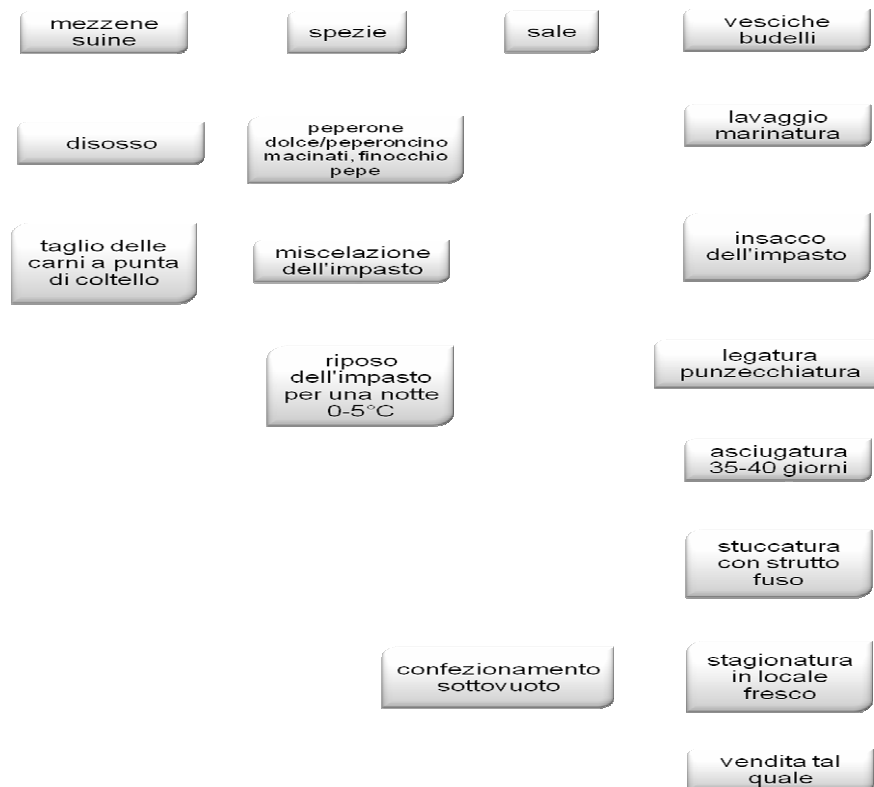 mezzene
suine
spezie
sale
vesciche
budelli
disosso
peperone
dolce/peperoncino
macinati, finocchio
pepe
lavaggio
marinatura
taglio delle
carni a punta
di coltello
miscelazione
dell'impasto
insacco
dell'impasto
riposo
dell'impasto
per una notte
0-5°C
legatura
punzecchiatura
asciugatura
35-40 giorni
stuccatura
con strutto
fuso
confezionamento
sottovuoto
stagionatura
in locale
fresco
vendita tal
quale